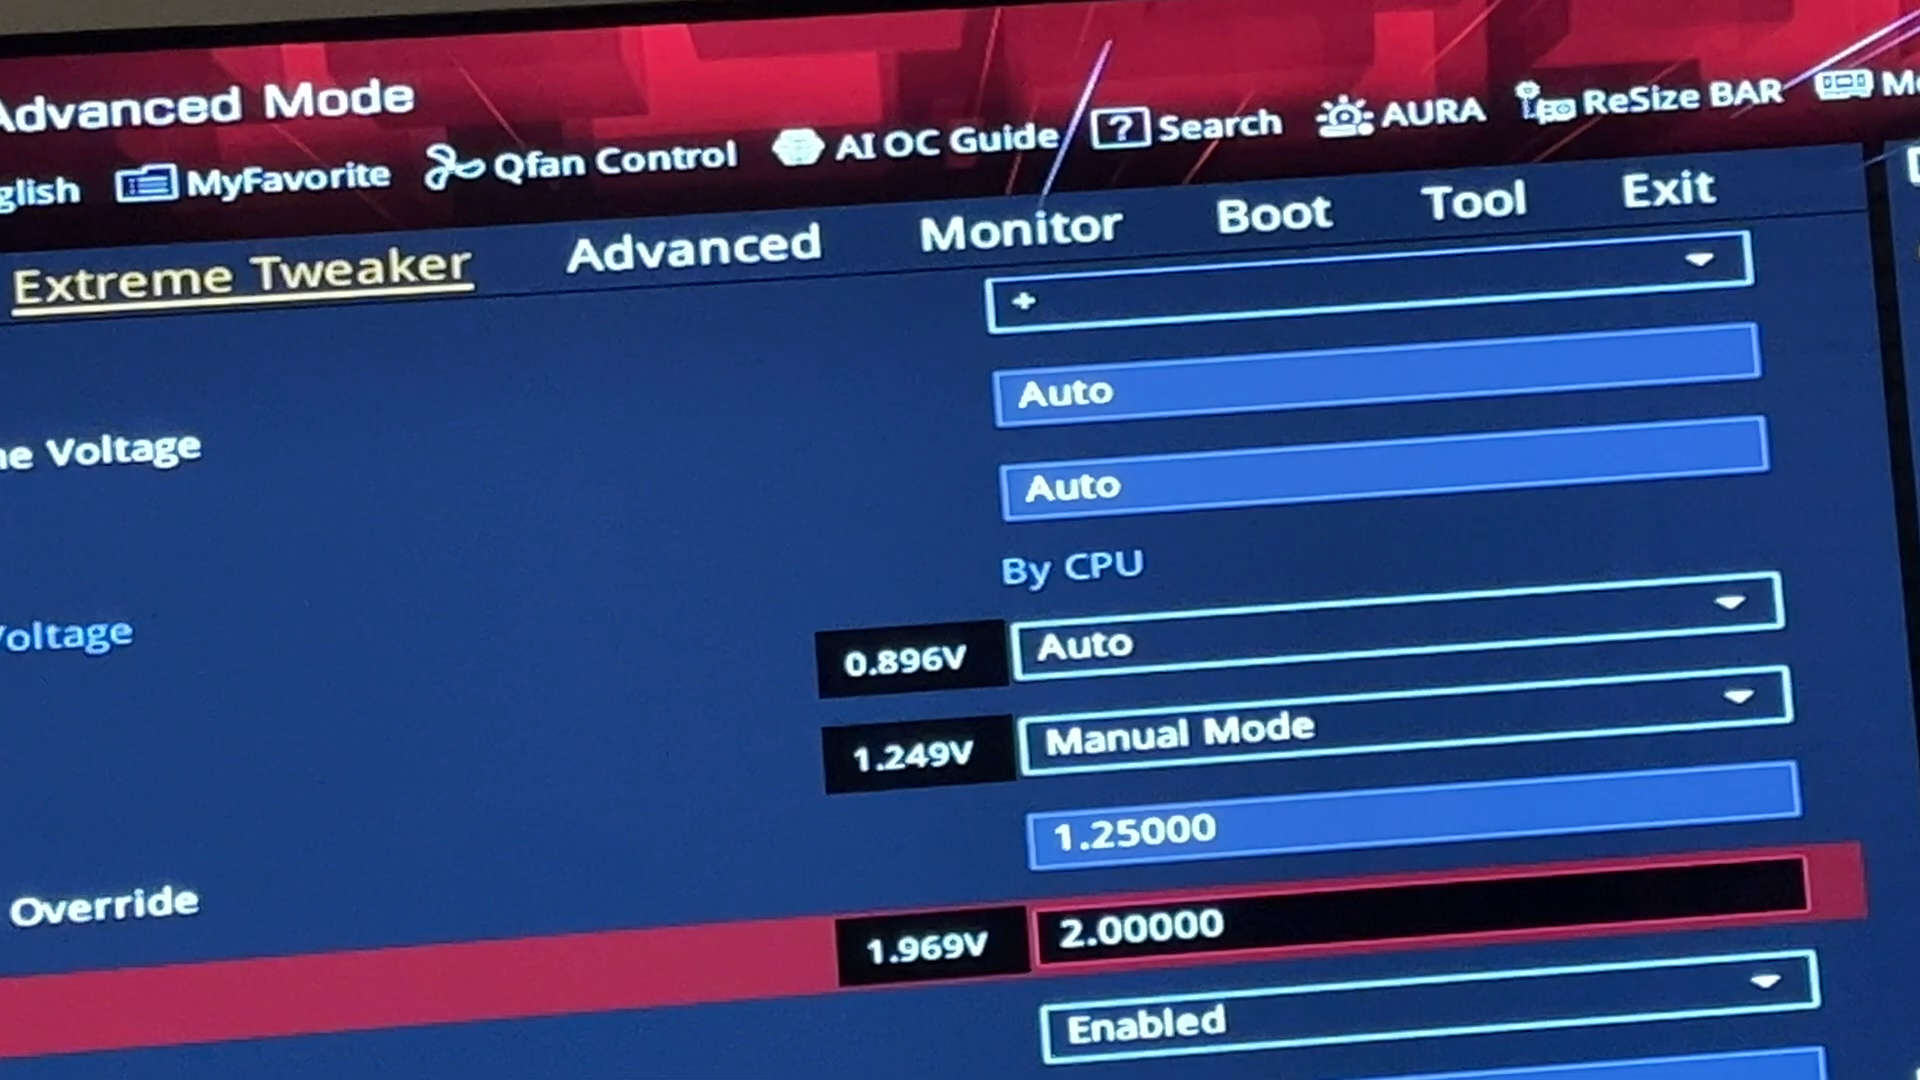 Advanced Mode
glish MyFavorite Qfan Control AI OC Guide ? Search AURA ReSize BAR
Extreme Tweaker Advanced Monitor Boot Tool Exit
+
Auto
Voltage Auto
By CPU
Voltage 0.896V Auto
1.249V Manual Mode
1.25000
Override 1.969V 2.00000
Enabled